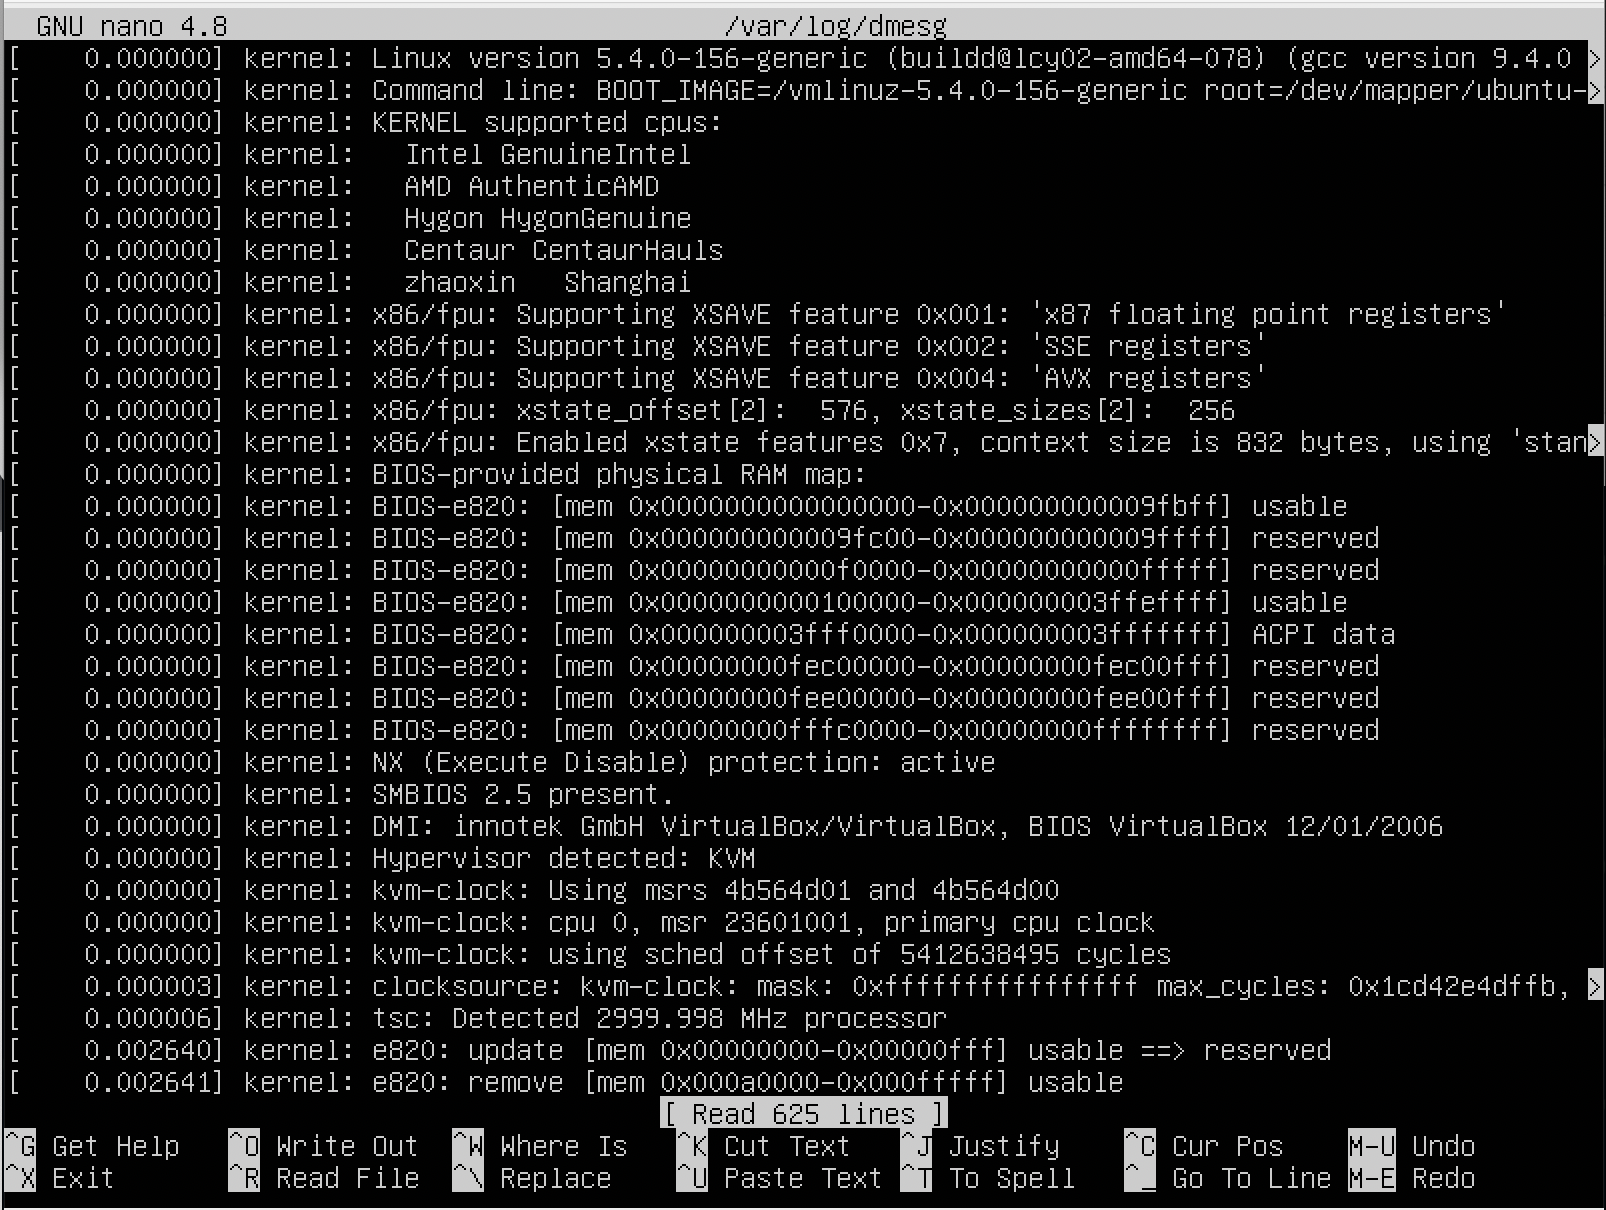 GNU nano 4.8 /var/log/dmesg
[    0.000000] kernel: Linux version 5.4.0-156-generic (buildd@lcy02-amd64-078) (gcc version 9.4.0 >
[    0.000000] kernel: Command line: BOOT_IMAGE=/vmlinuz-5.4.0-156-generic root=/dev/mapper/ubuntu->
[    0.000000] kernel: KERNEL supported cpus:
[    0.000000] kernel:   Intel GenuineIntel
[    0.000000] kernel:   AMD AuthenticAMD
[    0.000000] kernel:   Hygon HygonGenuine
[    0.000000] kernel:   Centaur CentaurHauls
[    0.000000] kernel:   zhaoxin   Shanghai
[    0.000000] kernel: x86/fpu: Supporting XSAVE feature 0x001: 'x87 floating point registers'
[    0.000000] kernel: x86/fpu: Supporting XSAVE feature 0x002: 'SSE registers'
[    0.000000] kernel: x86/fpu: Supporting XSAVE feature 0x004: 'AVX registers'
[    0.000000] kernel: x86/fpu: xstate_offset[2]:  576, xstate_sizes[2]:  256
[    0.000000] kernel: x86/fpu: Enabled xstate features 0x7, context size is 832 bytes, using 'stan>
[    0.000000] kernel: BIOS-provided physical RAM map:
[    0.000000] kernel: BIOS-e820: [mem 0x0000000000000000-0x000000000009fbff] usable
[    0.000000] kernel: BIOS-e820: [mem 0x000000000009fc00-0x000000000009ffff] reserved
[    0.000000] kernel: BIOS-e820: [mem 0x00000000000f0000-0x00000000000fffff] reserved
[    0.000000] kernel: BIOS-e820: [mem 0x0000000000100000-0x000000003ffeffff] usable
[    0.000000] kernel: BIOS-e820: [mem 0x000000003fff0000-0x000000003fffffff] ACPI data
[    0.000000] kernel: BIOS-e820: [mem 0x00000000fec00000-0x00000000fec00fff] reserved
[    0.000000] kernel: BIOS-e820: [mem 0x00000000fee00000-0x00000000fee00fff] reserved
[    0.000000] kernel: BIOS-e820: [mem 0x00000000fffc0000-0x00000000ffffffff] reserved
[    0.000000] kernel: NX (Execute Disable) protection: active
[    0.000000] kernel: SMBIOS 2.5 present.
[    0.000000] kernel: DMI: innotek GmbH VirtualBox/VirtualBox, BIOS VirtualBox 12/01/2006
[    0.000000] kernel: Hypervisor detected: KVM
[    0.000000] kernel: kvm-clock: Using msrs 4b564d01 and 4b564d00
[    0.000000] kernel: kvm-clock: cpu 0, msr 23601001, primary cpu clock
[    0.000000] kernel: kvm-clock: using sched offset of 5412638495 cycles
[    0.000003] kernel: clocksource: kvm-clock: mask: 0xffffffffffffffff max_cycles: 0x1cd42e4dffb, >
[    0.000006] kernel: tsc: Detected 2999.998 MHz processor
[    0.002640] kernel: e820: update [mem 0x00000000-0x00000fff] usable ==> reserved
[    0.002641] kernel: e820: remove [mem 0x000a0000-0x000fffff] usable
[ Read 625 lines ]
^G Get Help ^O Write Out ^W Where Is ^K Cut Text ^J Justify ^C Cur Pos M-U Undo
^X Exit ^R Read File ^\ Replace ^U Paste Text ^T To Spell ^_ Go To Line M-E Redo